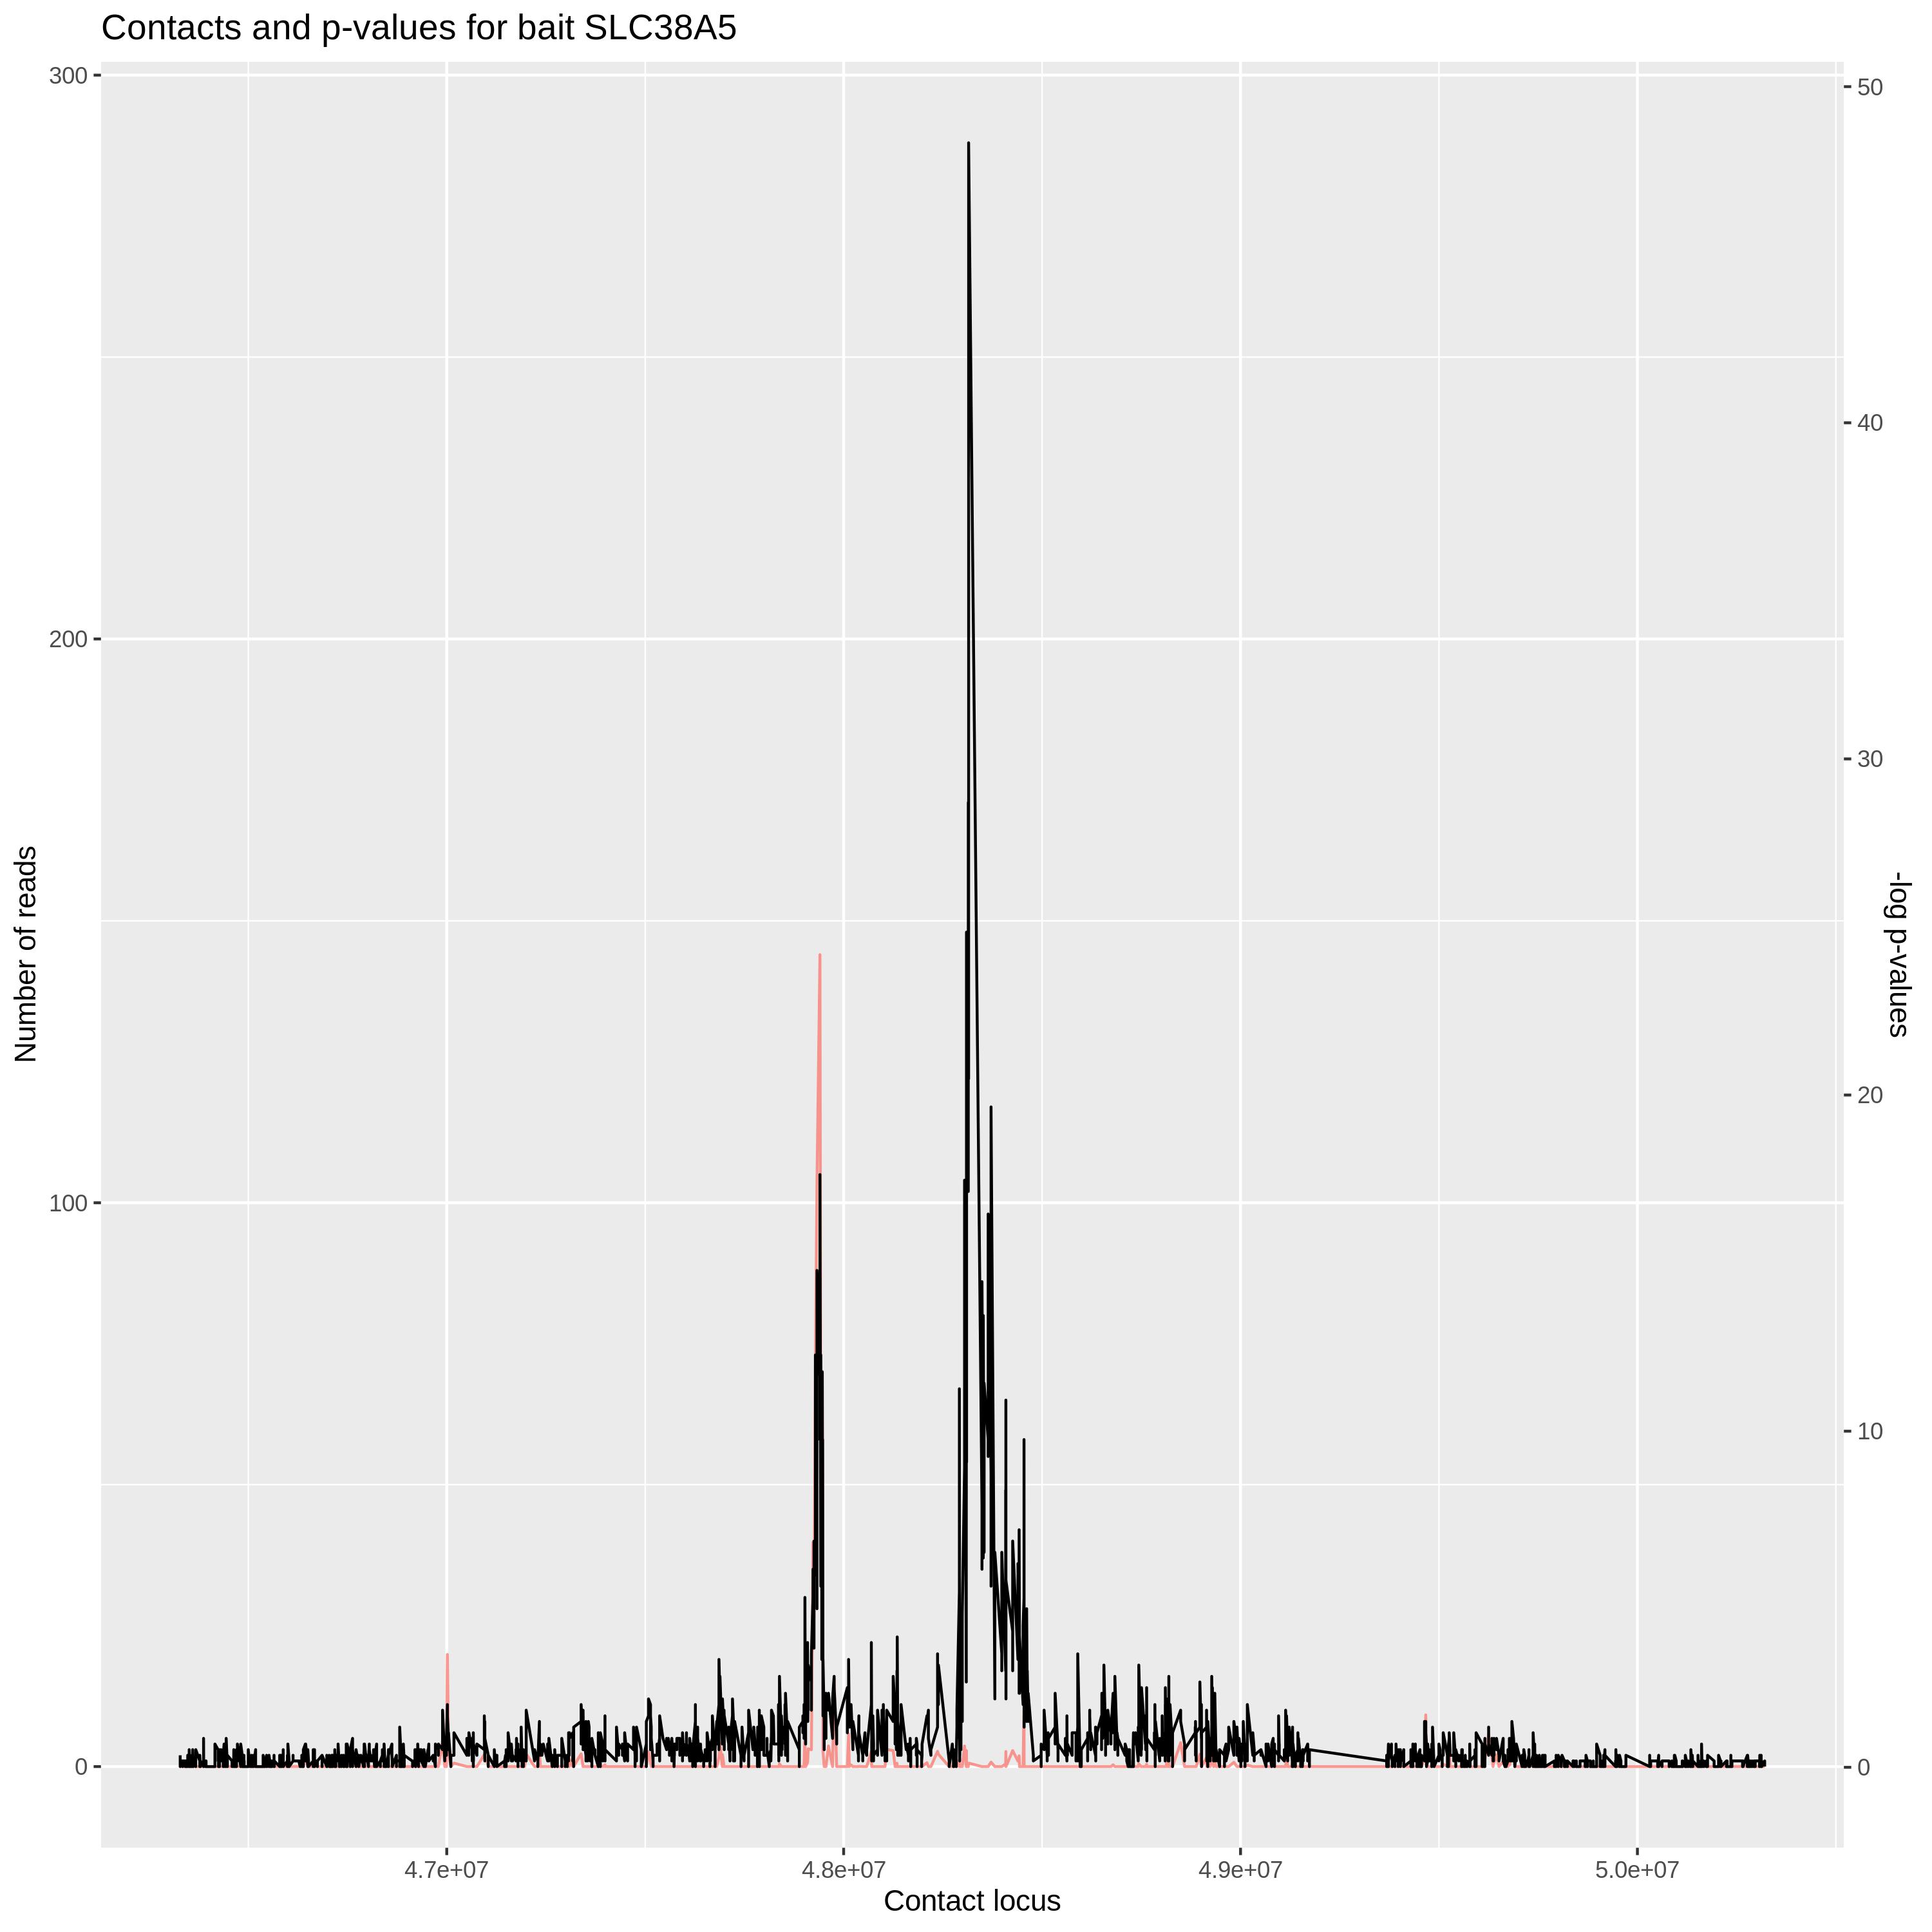 Contacts and p-values for bait SLC38A5
300
200
100
0
Number of reads
50
40
30
20
10
0
-log p-values
4.7e+07
4.8e+07
4.9e+07
5.0e+07
Contact locus